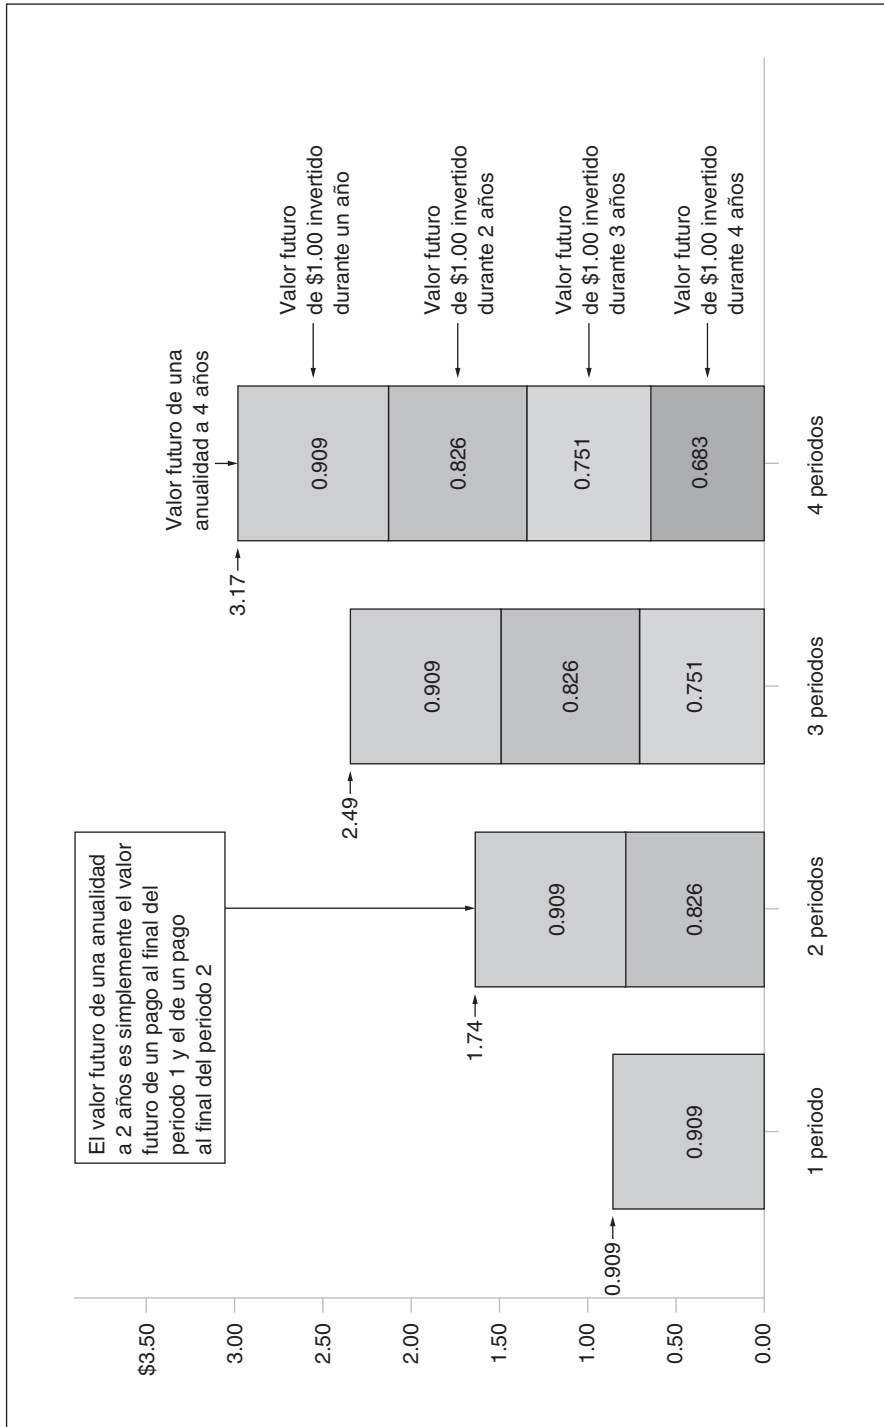 $3.50
3.00
2.50
2.00
1.50
1.00
0.50
0.00
El valor futuro de una anualidad
a 2 años es simplemente el valor
futuro de un pago al final del
periodo 1 y el de un pago
al final del periodo 2
0.909
0.909
1 periodo
1.74
0.909
0.826
2 periodos
2.49
0.909
0.826
0.751
3 periodos
Valor futuro de una
anualidad a 4 años
3.17
0.909
0.826
0.751
0.683
4 periodos
Valor futuro
de $1.00 invertido
durante un año
Valor futuro
de $1.00 invertido
durante 2 años
Valor futuro
de $1.00 invertido
durante 3 años
Valor futuro
de $1.00 invertido
durante 4 años